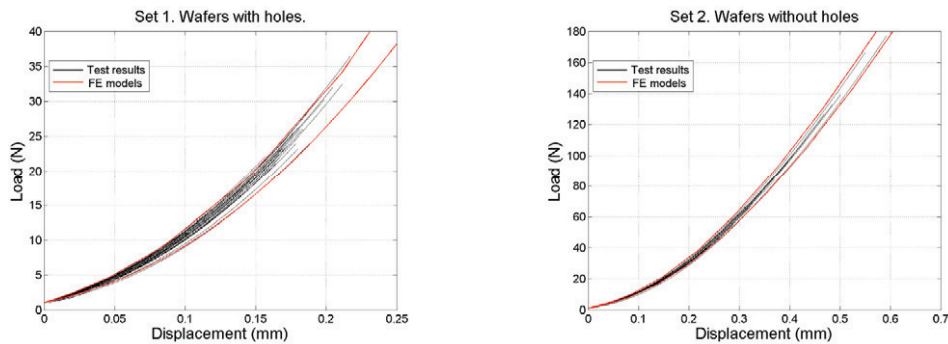 Set 1. Wafers with holes.
40
35
30
25
20
15
10
5
0
Load (N)
Test results
FE models
0 0.05 0.1 0.15 0.2 0.25
Displacement (mm)
Set 2. Wafers without holes
180
160
140
120
100
80
60
40
20
0
Load (N)
Test results
FE models
0 0.1 0.2 0.3 0.4 0.5 0.6 0.7
Displacement (mm)